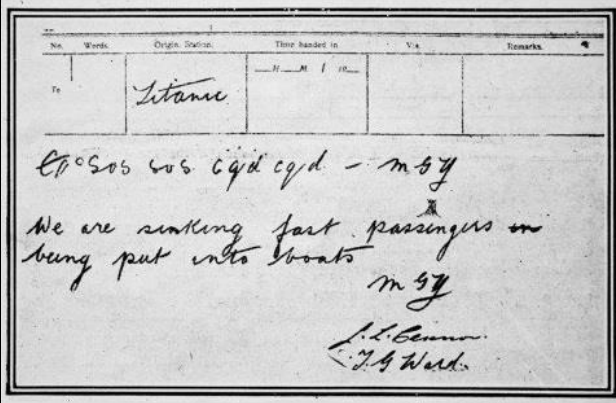 No. Words. Origin. Station. Time handed in Via. Remarks.
To
Titanic
H M 19
SOS SOS cqd cqd – MGY
We are sinking fast passengers
being put into boats
MGY
T G Ward.